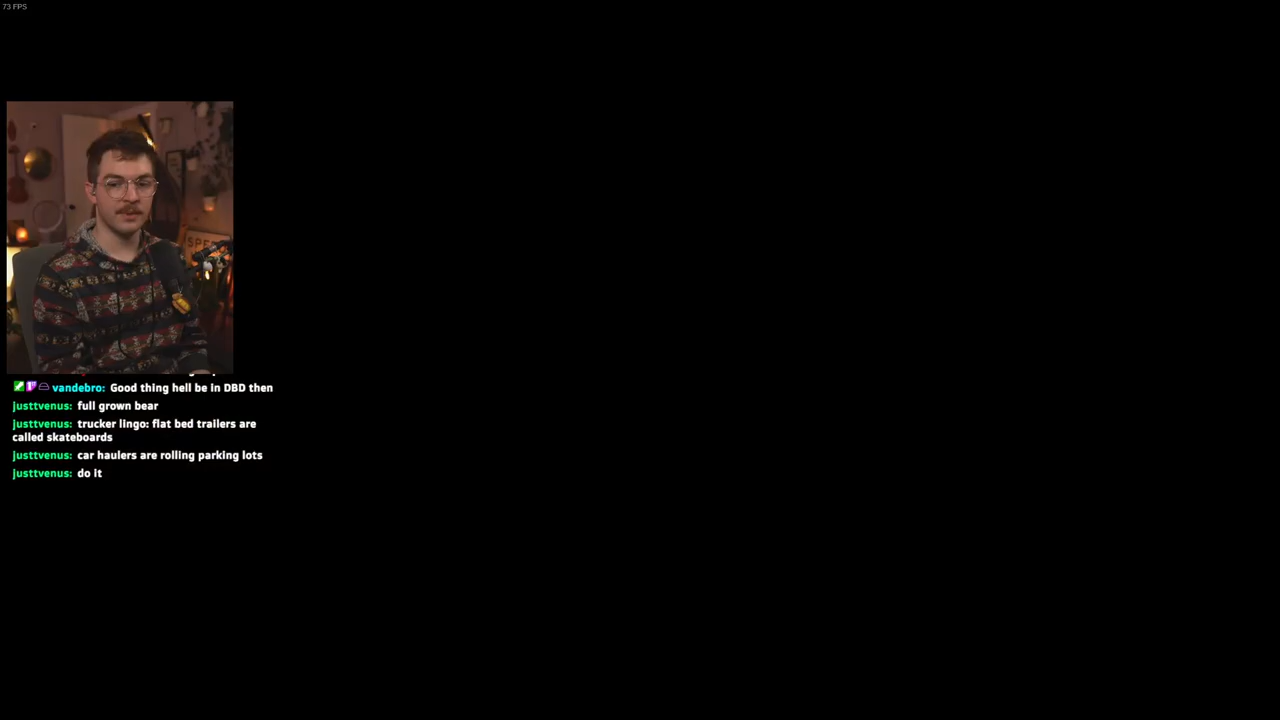 73 FPS
SPE
vandebro: Good thing hell be in DBD then
justtvenus: full grown bear
justtvenus: trucker lingo: flat bed trailers are
called skateboards
justtvenus: car haulers are rolling parking lots
justtvenus: do it